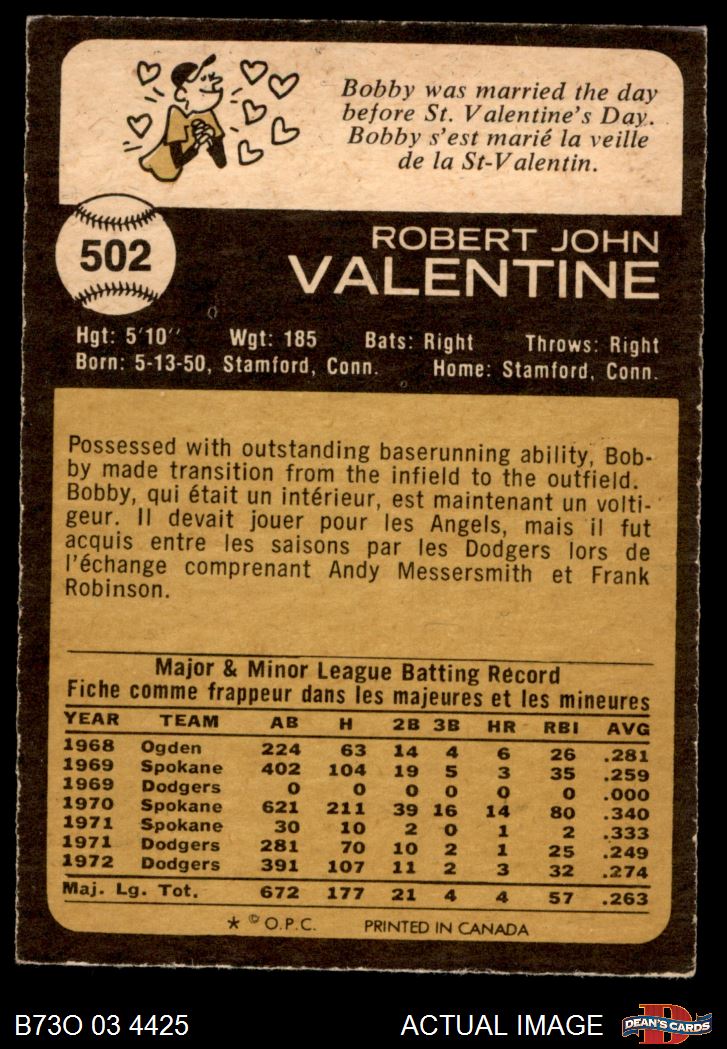 Bobby was married the day
before St. Valentine's Day.
Bobby s'est marié la veille
de la St-Valentin.
502
ROBERT JOHN
VALENTINE
Hgt: 5'10" Wgt: 185 Bats: Right Throws: Right
Born: 5-13-50, Stamford, Conn. Home: Stamford, Conn.
Possessed with outstanding baserunning ability, Bob-
by made transition from the infield to the outfield.
Bobby, qui était un intérieur, est maintenant un volti-
geur. Il devait jouer pour les Angels, mais il fut
acquis entre les saisons par les Dodgers lors de
l'échange comprenant Andy Messersmith et Frank
Robinson.
Major & Minor League Batting Record
Fiche comme frappeur dans les majeures et les mineures
YEAR TEAM AB H 2B 3B HR RBI AVG
1968 Ogden 224 63 14 4 6 26 .281
1969 Spokane 402 104 19 5 3 35 .259
1969 Dodgers 0 0 0 0 0 0 .000
1970 Spokane 621 211 39 16 14 80 .340
1971 Spokane 30 10 2 0 1 2 .333
1971 Dodgers 281 70 10 2 1 25 .249
1972 Dodgers 391 107 11 2 3 32 .274
Maj. Lg. Tot. 672 177 21 4 4 57 .263
* © O.P.C. PRINTED IN CANADA
B73O 03 4425 ACTUAL IMAGE
D
DEAN'S CARDS